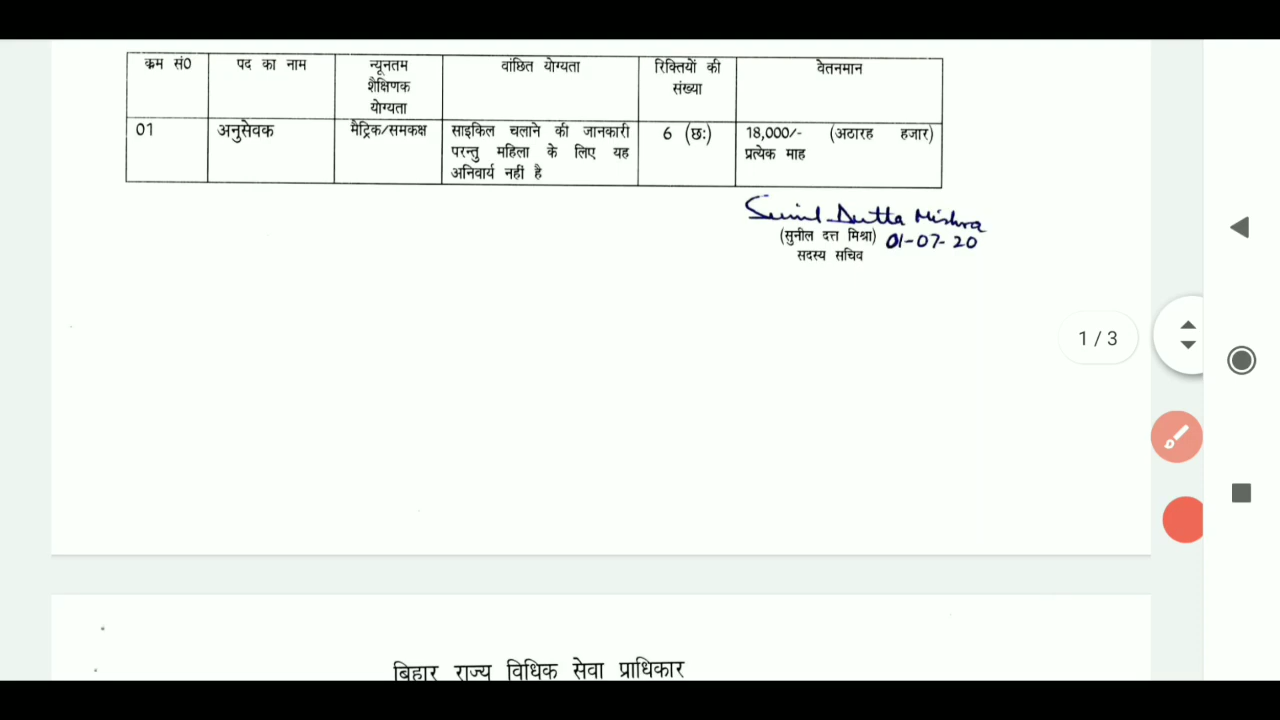 क्रम सं0 पद का नाम न्यूनतम वांछित योग्यता रिक्तियों की वेतनमान
शैक्षिणक संख्या
योग्यता
01 अनुसेवक मैट्रिक/समकक्ष साइकिल चलाने की जानकारी 6 (छः) 18,000/- (अठारह हजार)
परन्तु महिला के लिए यह प्रत्येक माह
अनिवार्य नहीं है
Sunil Dutta Mishra
(सुनील दत्त मिश्रा) 01-07-20
सदस्य सचिव
1 / 3
बिहार राज्य विधिक सेवा प्राधिकार